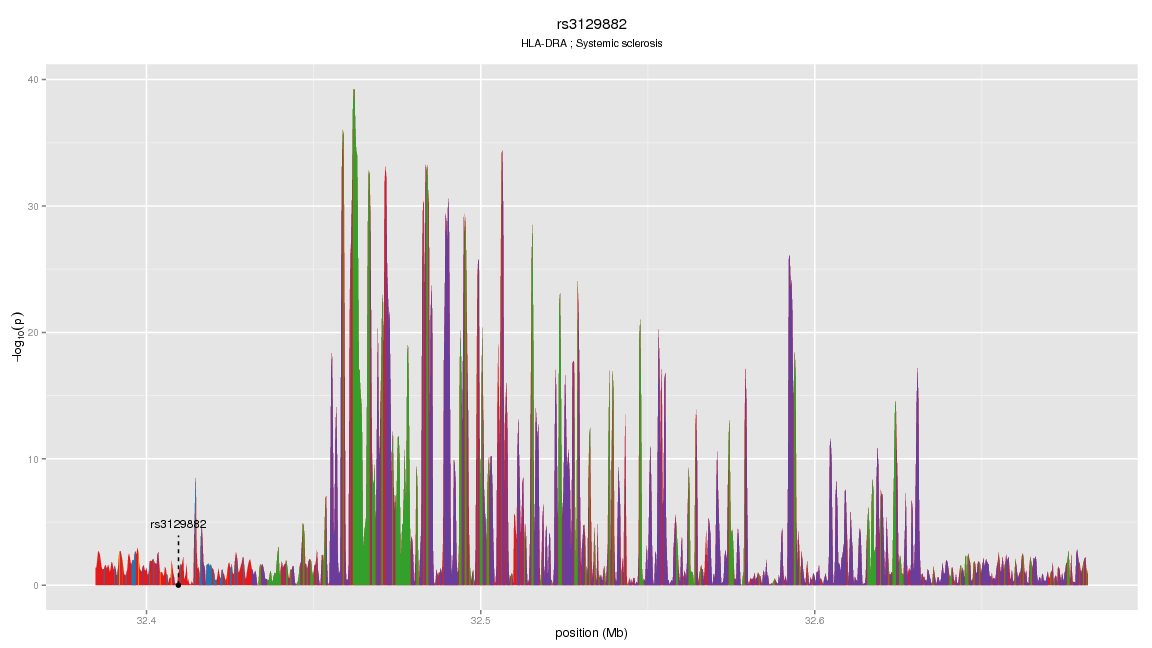 rs3129882
HLA-DRA ; Systemic sclerosis
40
30
20
10
0
−log10(p)
rs3129882
32.4
32.5
32.6
position (Mb)